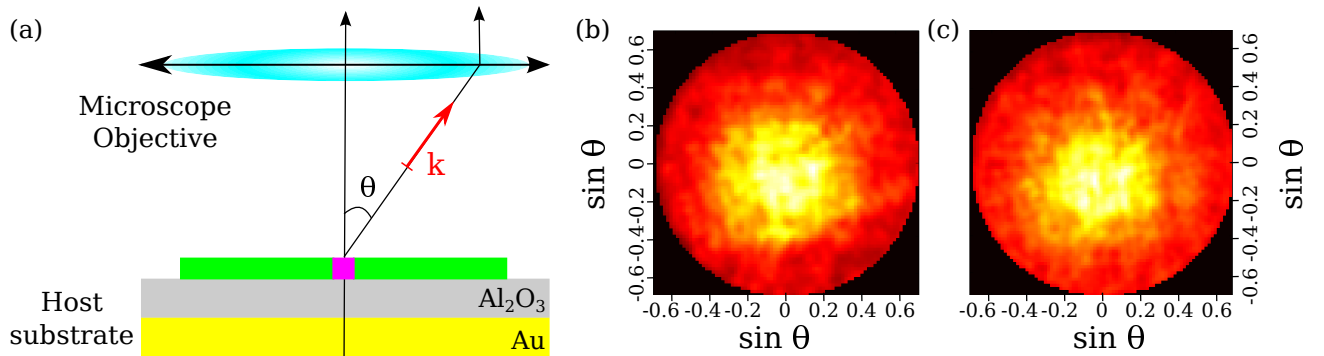 (a)
Microscope
Objective
θ
k
Host
substrate
Al₂O₃
Au
(b)
sin θ
0.6
0.4
0.2
0
-0.2
-0.4
-0.6
-0.6 -0.4 -0.2 0 0.2 0.4 0.6
sin θ
(c)
0.6
0.4
0.2
0
-0.2
-0.4
-0.6
sin θ
-0.6 -0.4 -0.2 0 0.2 0.4 0.6
sin θ